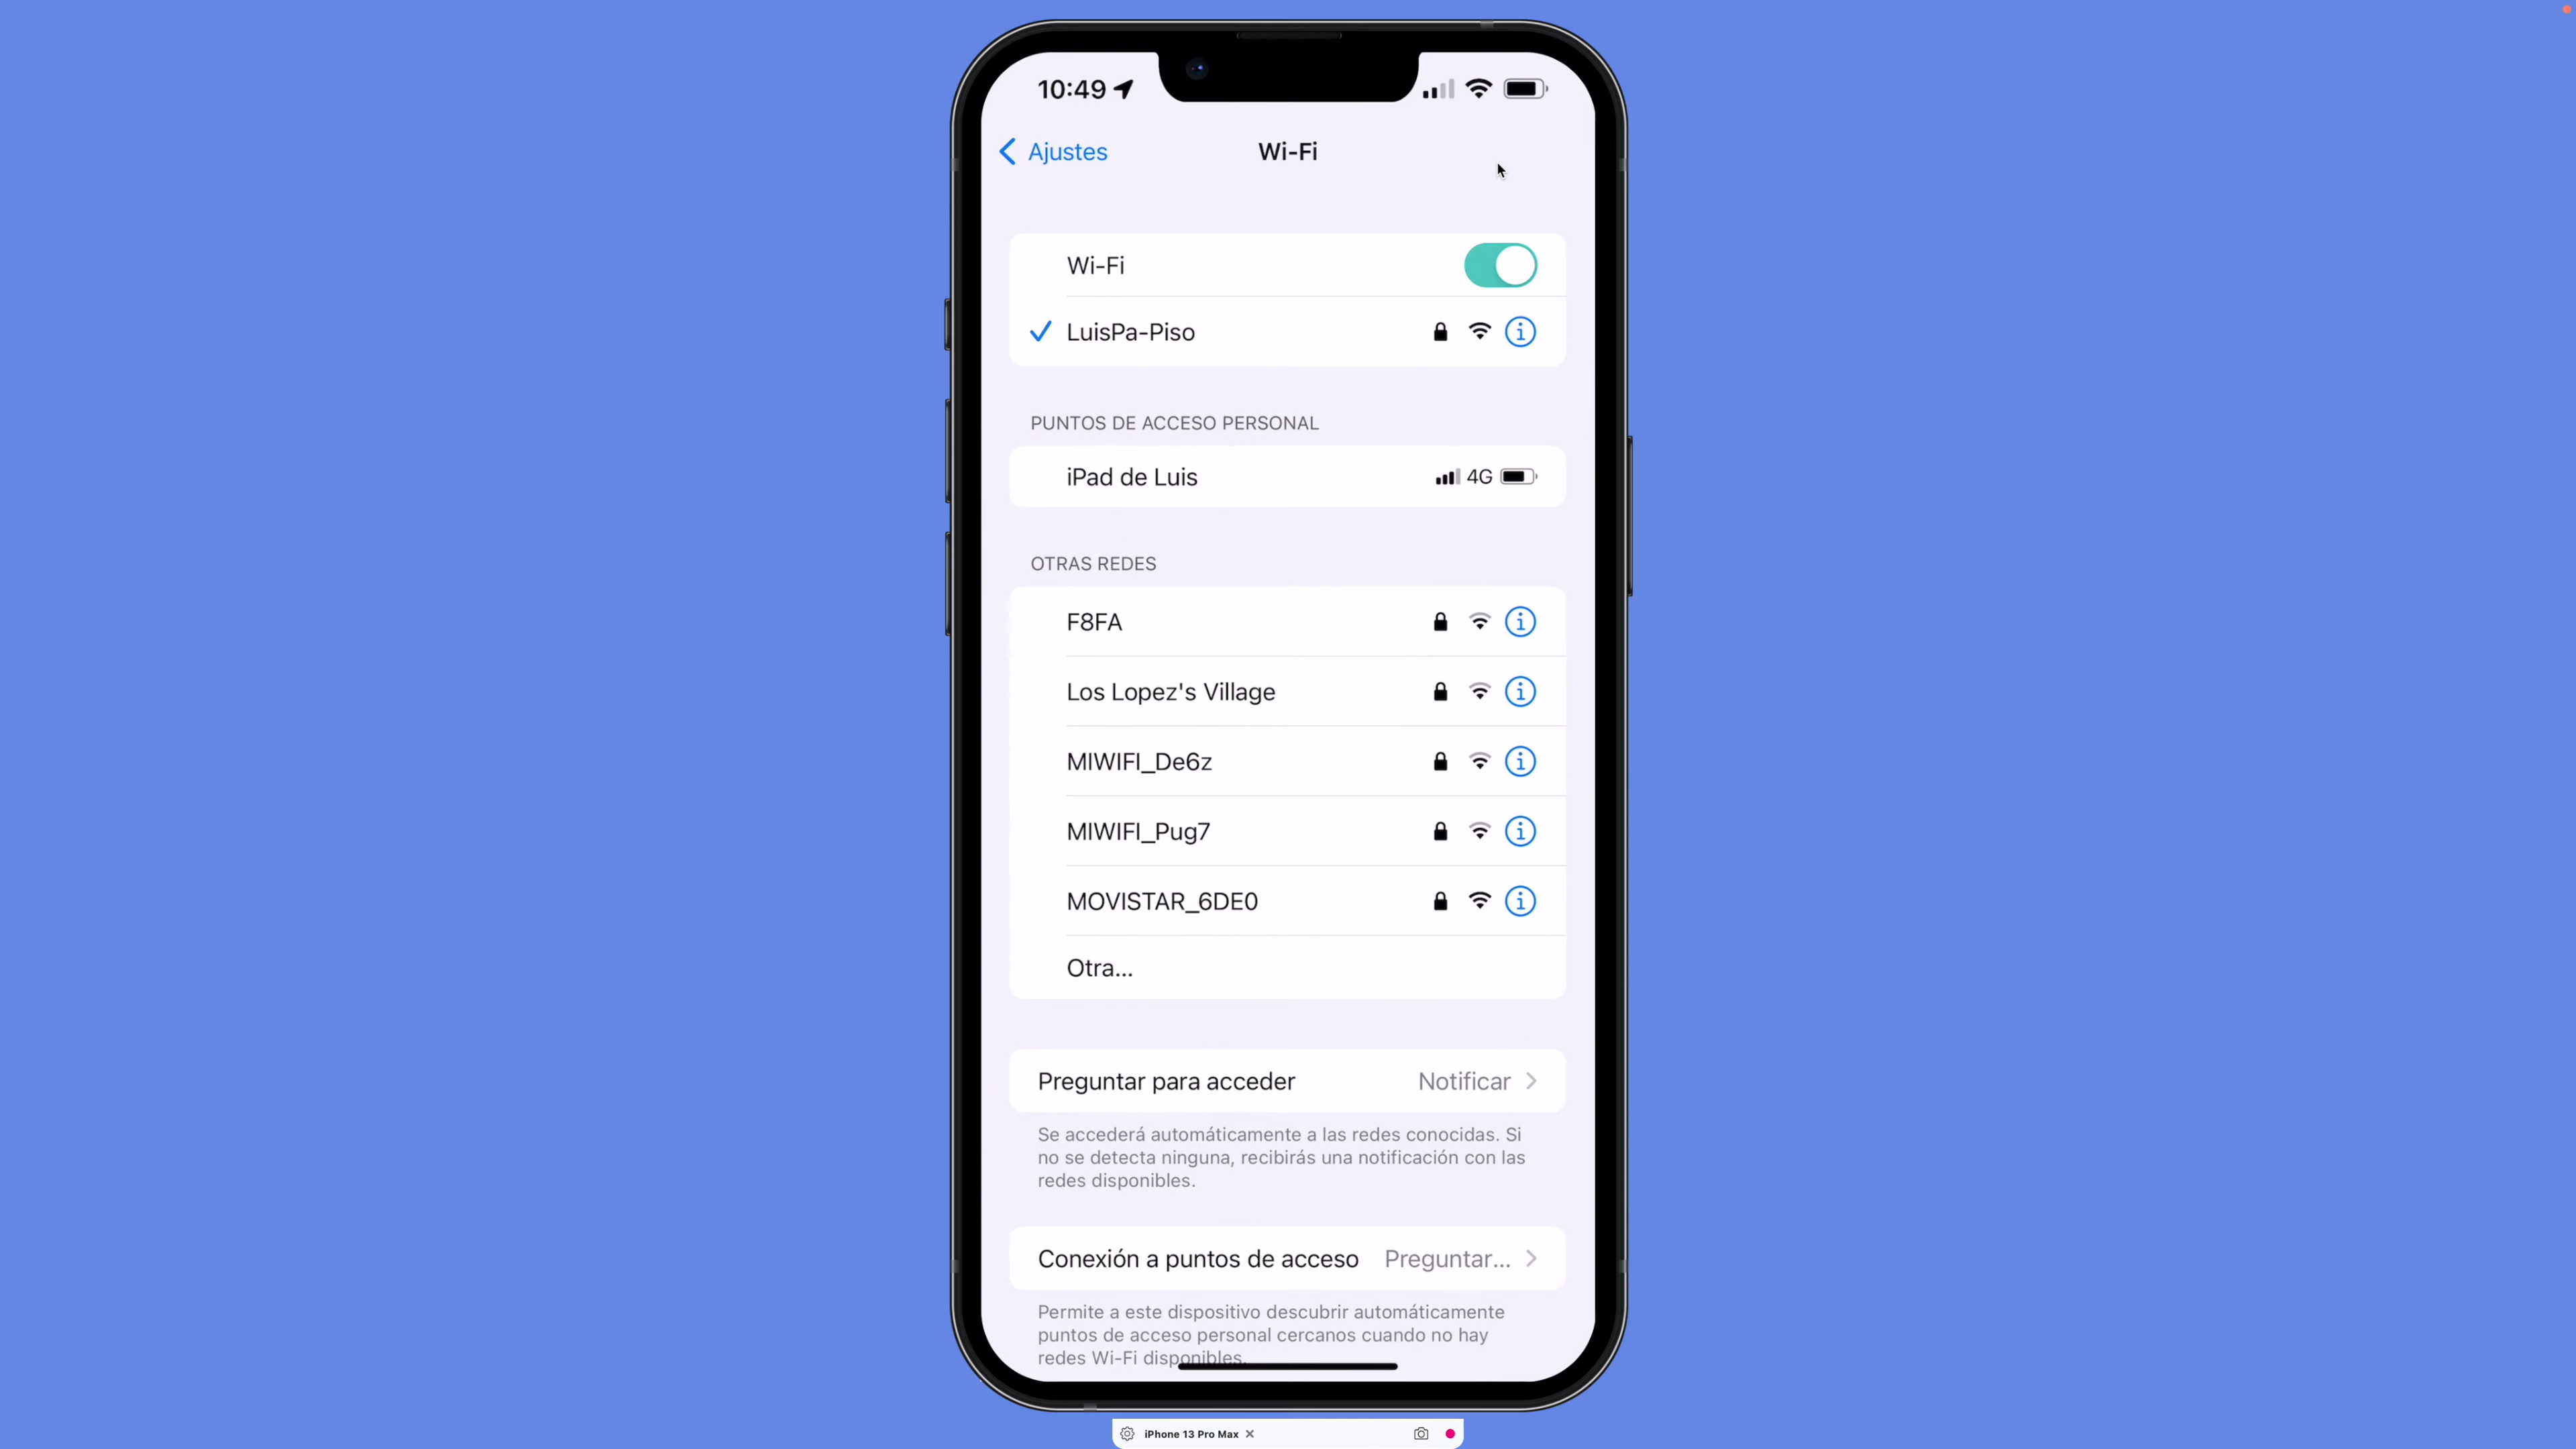 10:49
Ajustes
Wi-Fi
Wi-Fi
LuisPa-Piso
PUNTOS DE ACCESO PERSONAL
iPad de Luis 4G
OTRAS REDES
F8FA
Los Lopez's Village
MIWIFI_De6z
MIWIFI_Pug7
MOVISTAR_6DE0
Otra...
Preguntar para acceder Notificar
Se accederá automáticamente a las redes conocidas. Si
no se detecta ninguna, recibirás una notificación con las
redes disponibles.
Conexión a puntos de acceso Preguntar...
Permite a este dispositivo descubrir automáticamente
puntos de acceso personal cercanos cuando no hay
redes Wi-Fi disponibles.
iPhone 13 Pro Max